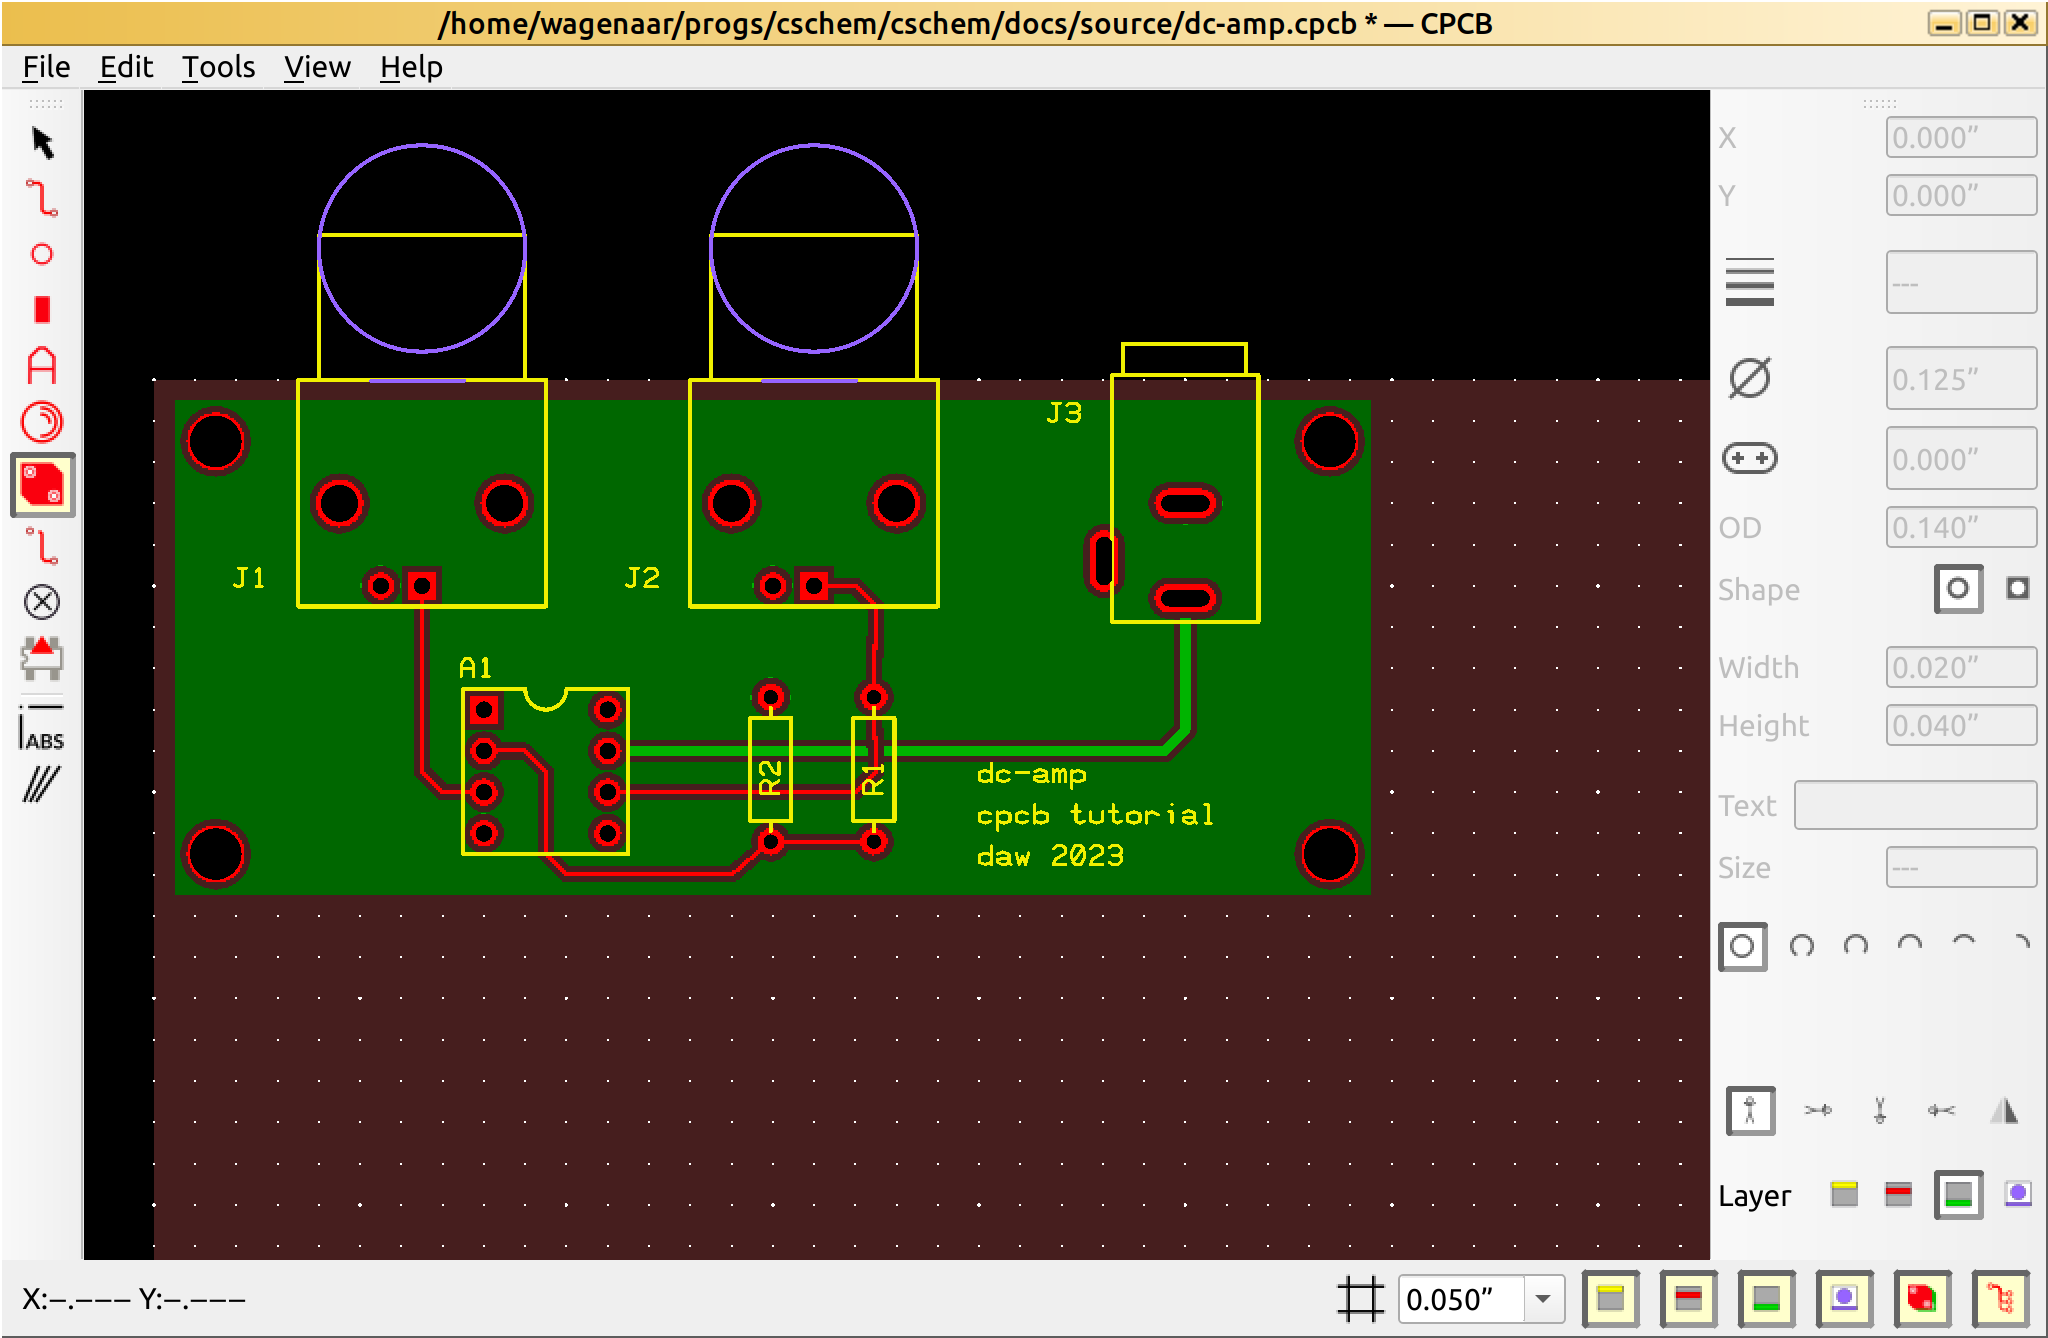 /home/wagenaar/progs/cschem/cschem/docs/source/dc-amp.cpcb * — CPCB
File Edit Tools View Help
X 0.000”
Y 0.000”
---
0.125”
0.000”
OD 0.140”
Shape
Width 0.020”
Height 0.040”
Text
Size ---
Layer
ABS
J3
J1
J2
A1
R2
R1
dc-amp
cpcb tutorial
daw 2023
X:–.––– Y:–.–––
0.050”